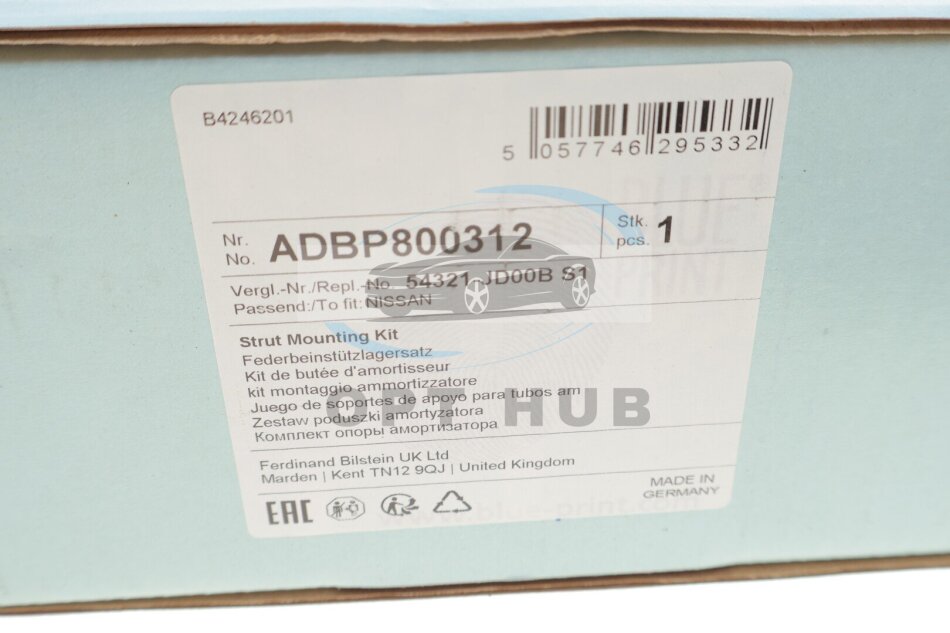 B4246201
5 057746 295332
Nr.
No. ADBP800312
Stk.
pcs. 1
Vergl.-Nr./Repl.-No. 54321 JD00B S1
Passend:/To fit: NISSAN
Strut Mounting Kit
Federbeinstützlagersatz
Kit de butée d'amortisseur
kit montaggio ammortizzatore
Juego de soportes de apoyo para tubos am
Zestaw poduszki amortyzatora
Комплект опоры амортизатора
OPT HUB
Ferdinand Bilstein UK Ltd
Marden | Kent TN12 9QJ | United Kingdom
MADE IN
GERMANY
EAC